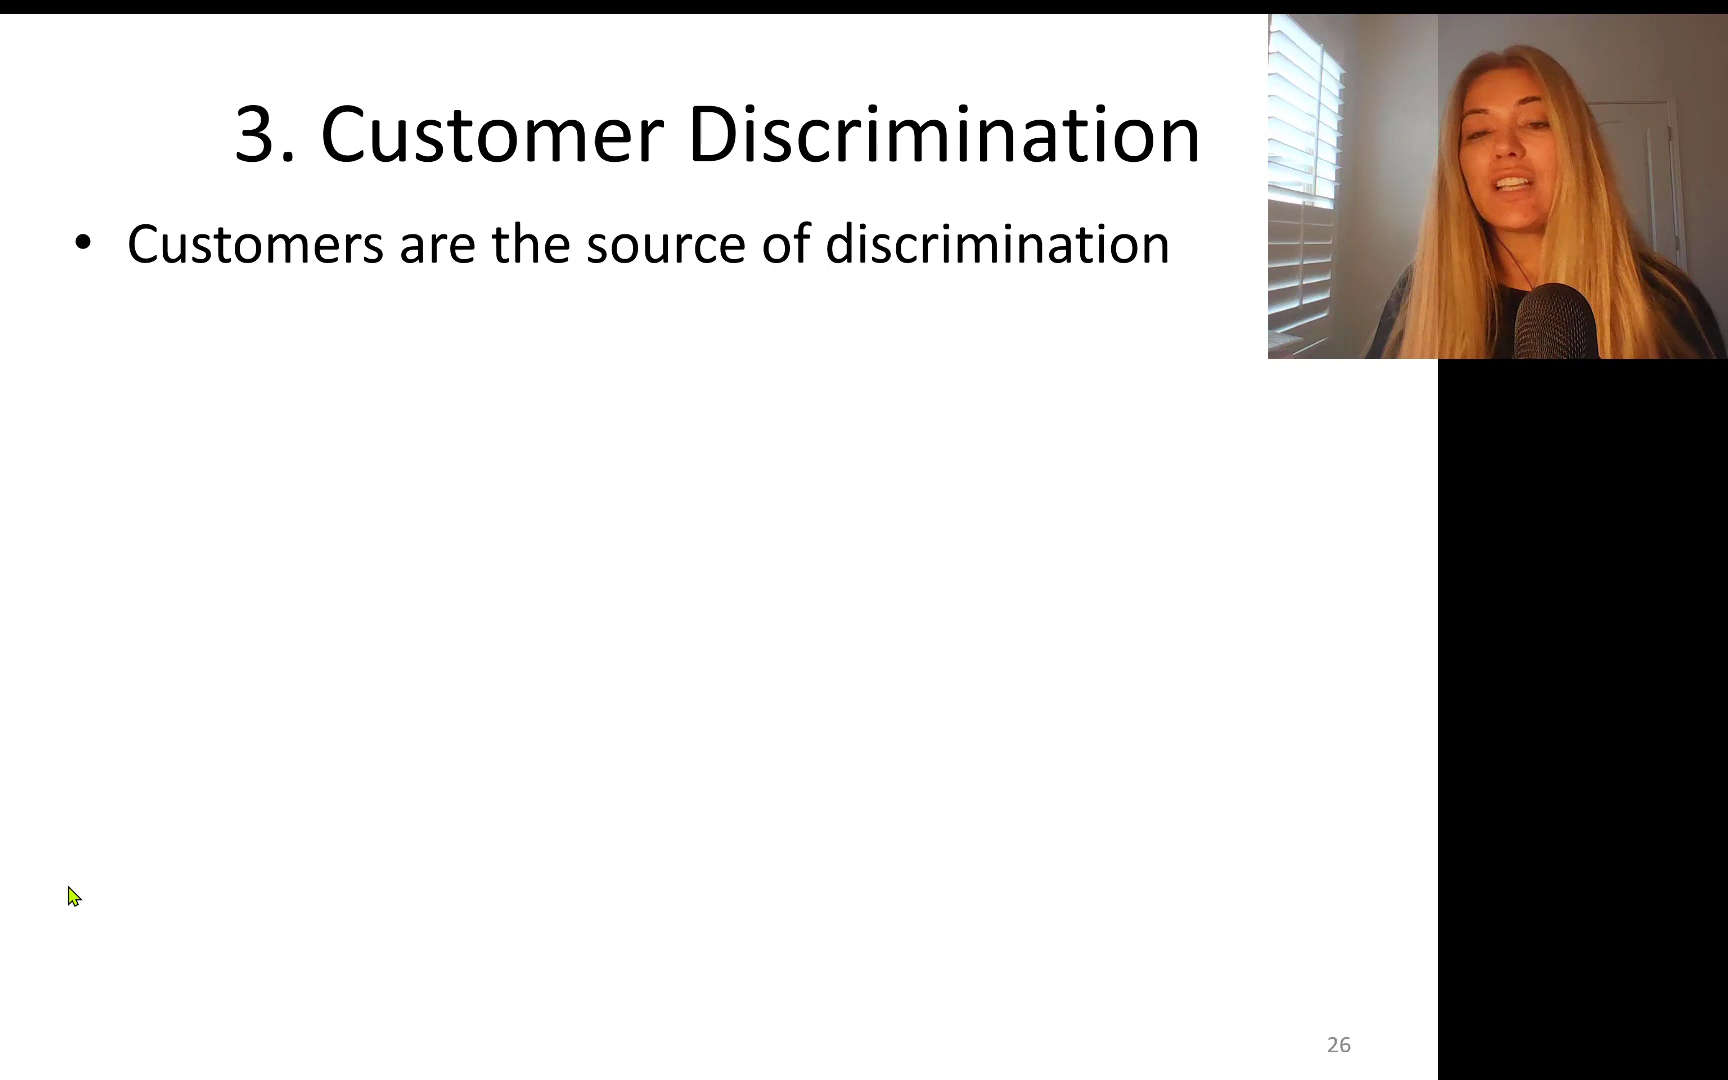 3. Customer Discrimination
• Customers are the source of discrimination
26